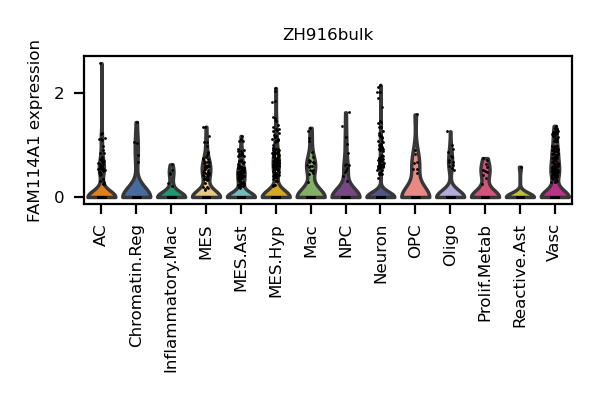 ZH916bulk
FAM114A1 expression
2
0
AC
Chromatin.Reg
Inflammatory.Mac
MES
MES.Ast
MES.Hyp
Mac
NPC
Neuron
OPC
Oligo
Prolif.Metab
Reactive.Ast
Vasc